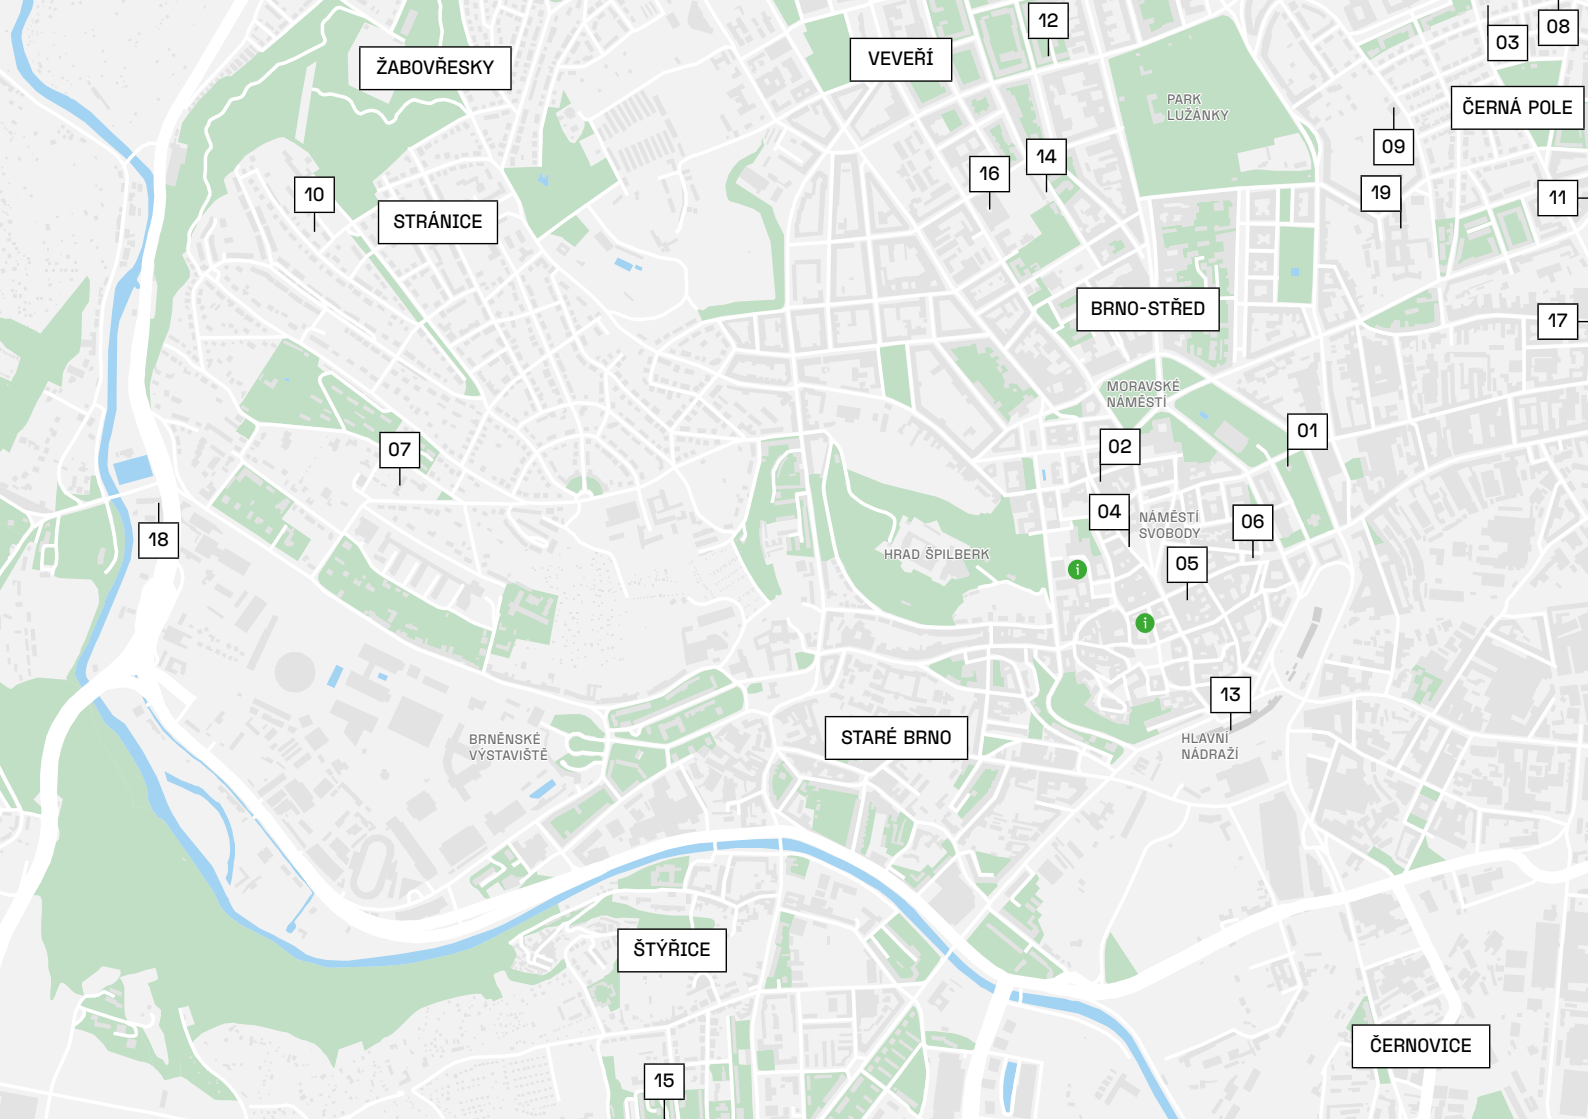 12
08
03
ŽABOVŘESKY
VEVEŘÍ
PARK
LUŽÁNKY
ČERNÁ POLE
09
14
16
10
19
11
STRÁNICE
BRNO-STŘED
17
MORAVSKÉ
NÁMĚSTÍ
01
02
07
04
NÁMĚSTÍ
SVOBODY
06
18
HRAD ŠPILBERK
05
i
i
13
STARÉ BRNO
BRNĚNSKÉ
VÝSTAVIŠTĚ
HLAVNÍ
NÁDRAŽÍ
ŠTÝŘICE
ČERNOVICE
15